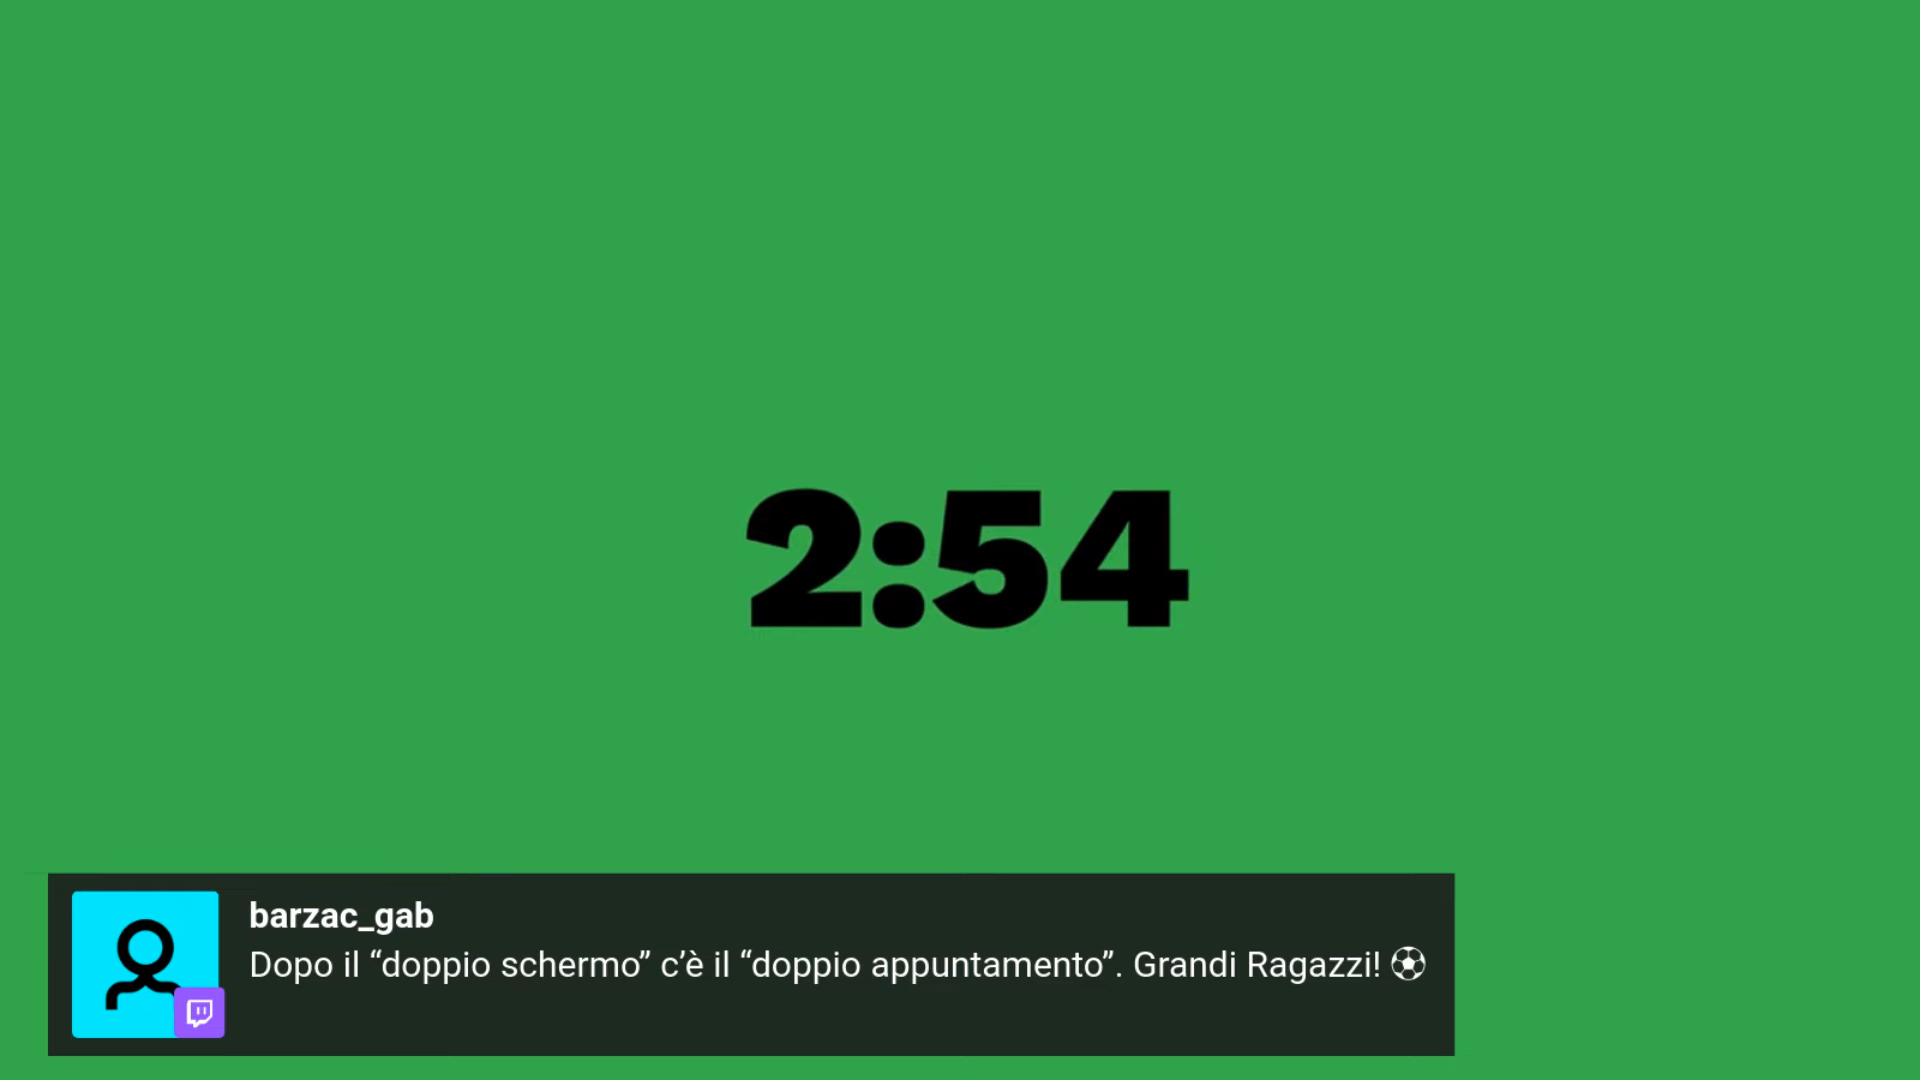 2:54
barzac_gab
Dopo il “doppio schermo” c’è il “doppio appuntamento”. Grandi Ragazzi! ⚽